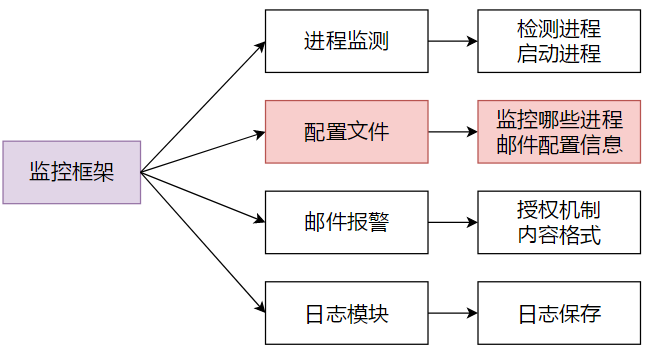 监控框架
进程监测
检测进程
启动进程
配置文件
监控哪些进程
邮件配置信息
邮件报警
授权机制
内容格式
日志模块
日志保存